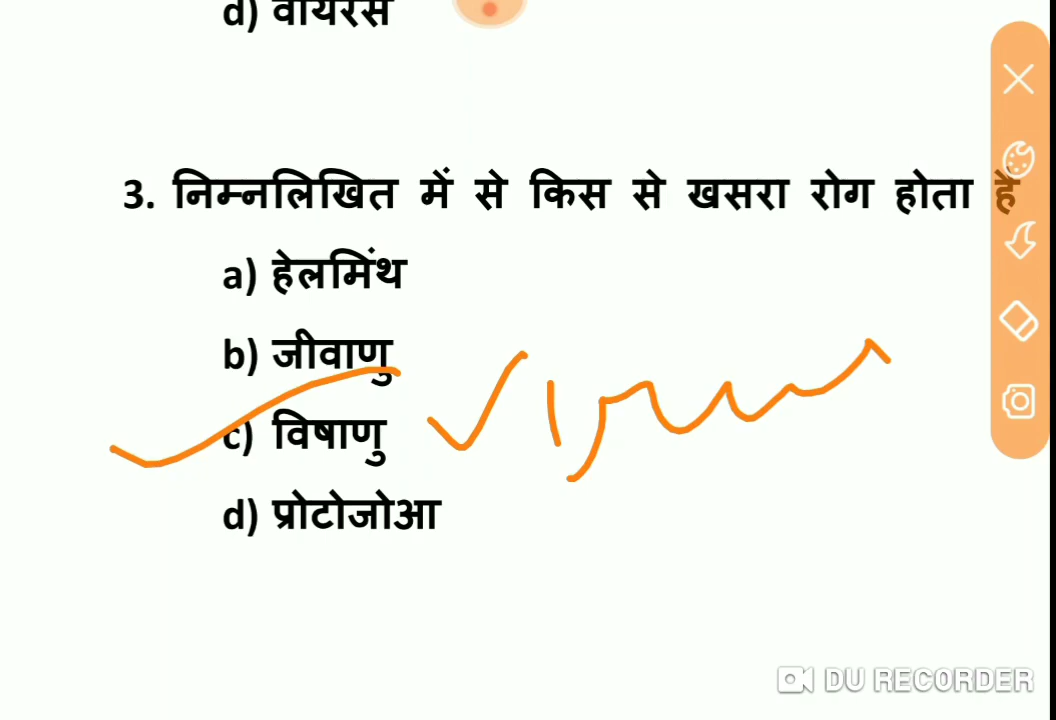 d) वायरस
3. निम्नलिखित में से किस से खसरा रोग होता है
a) हेलमिंथ
b) जीवाणु
c) विषाणु Virus
d) प्रोटोजोआ
DU RECORDER